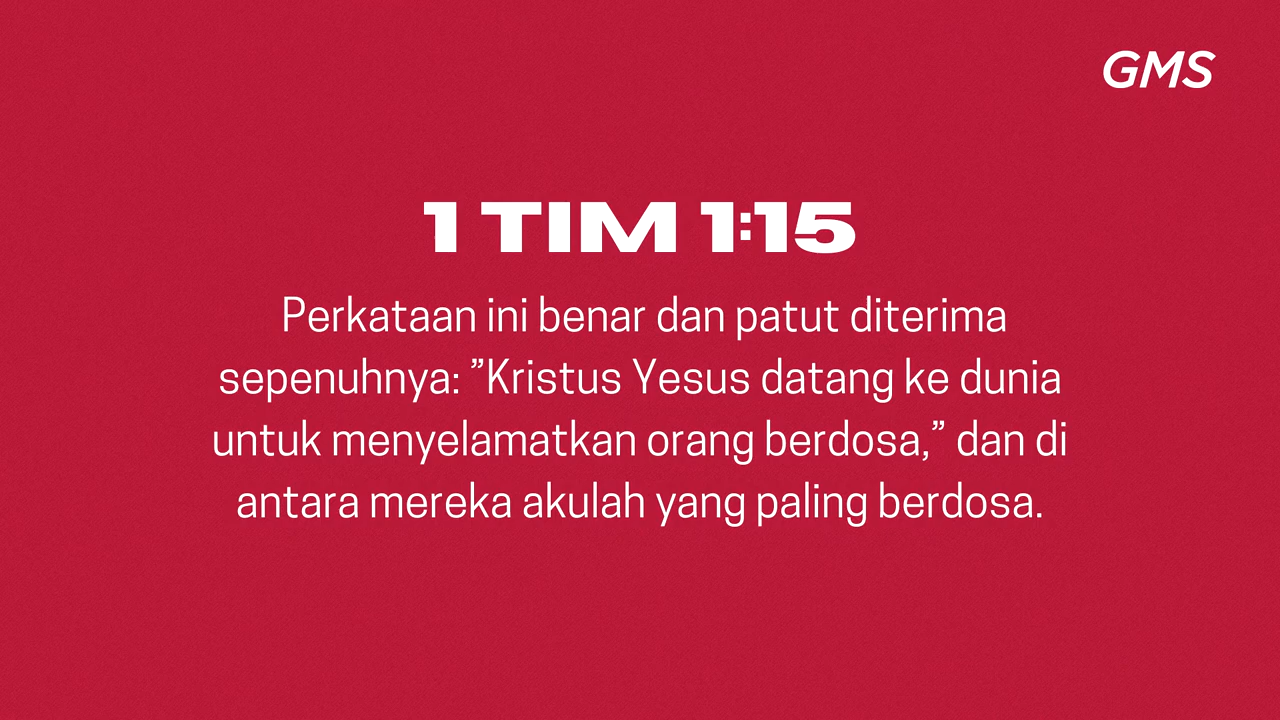 GMS
1 TIM 1:15
Perkataan ini benar dan patut diterima
sepenuhnya: ”Kristus Yesus datang ke dunia
untuk menyelamatkan orang berdosa,” dan di
antara mereka akulah yang paling berdosa.